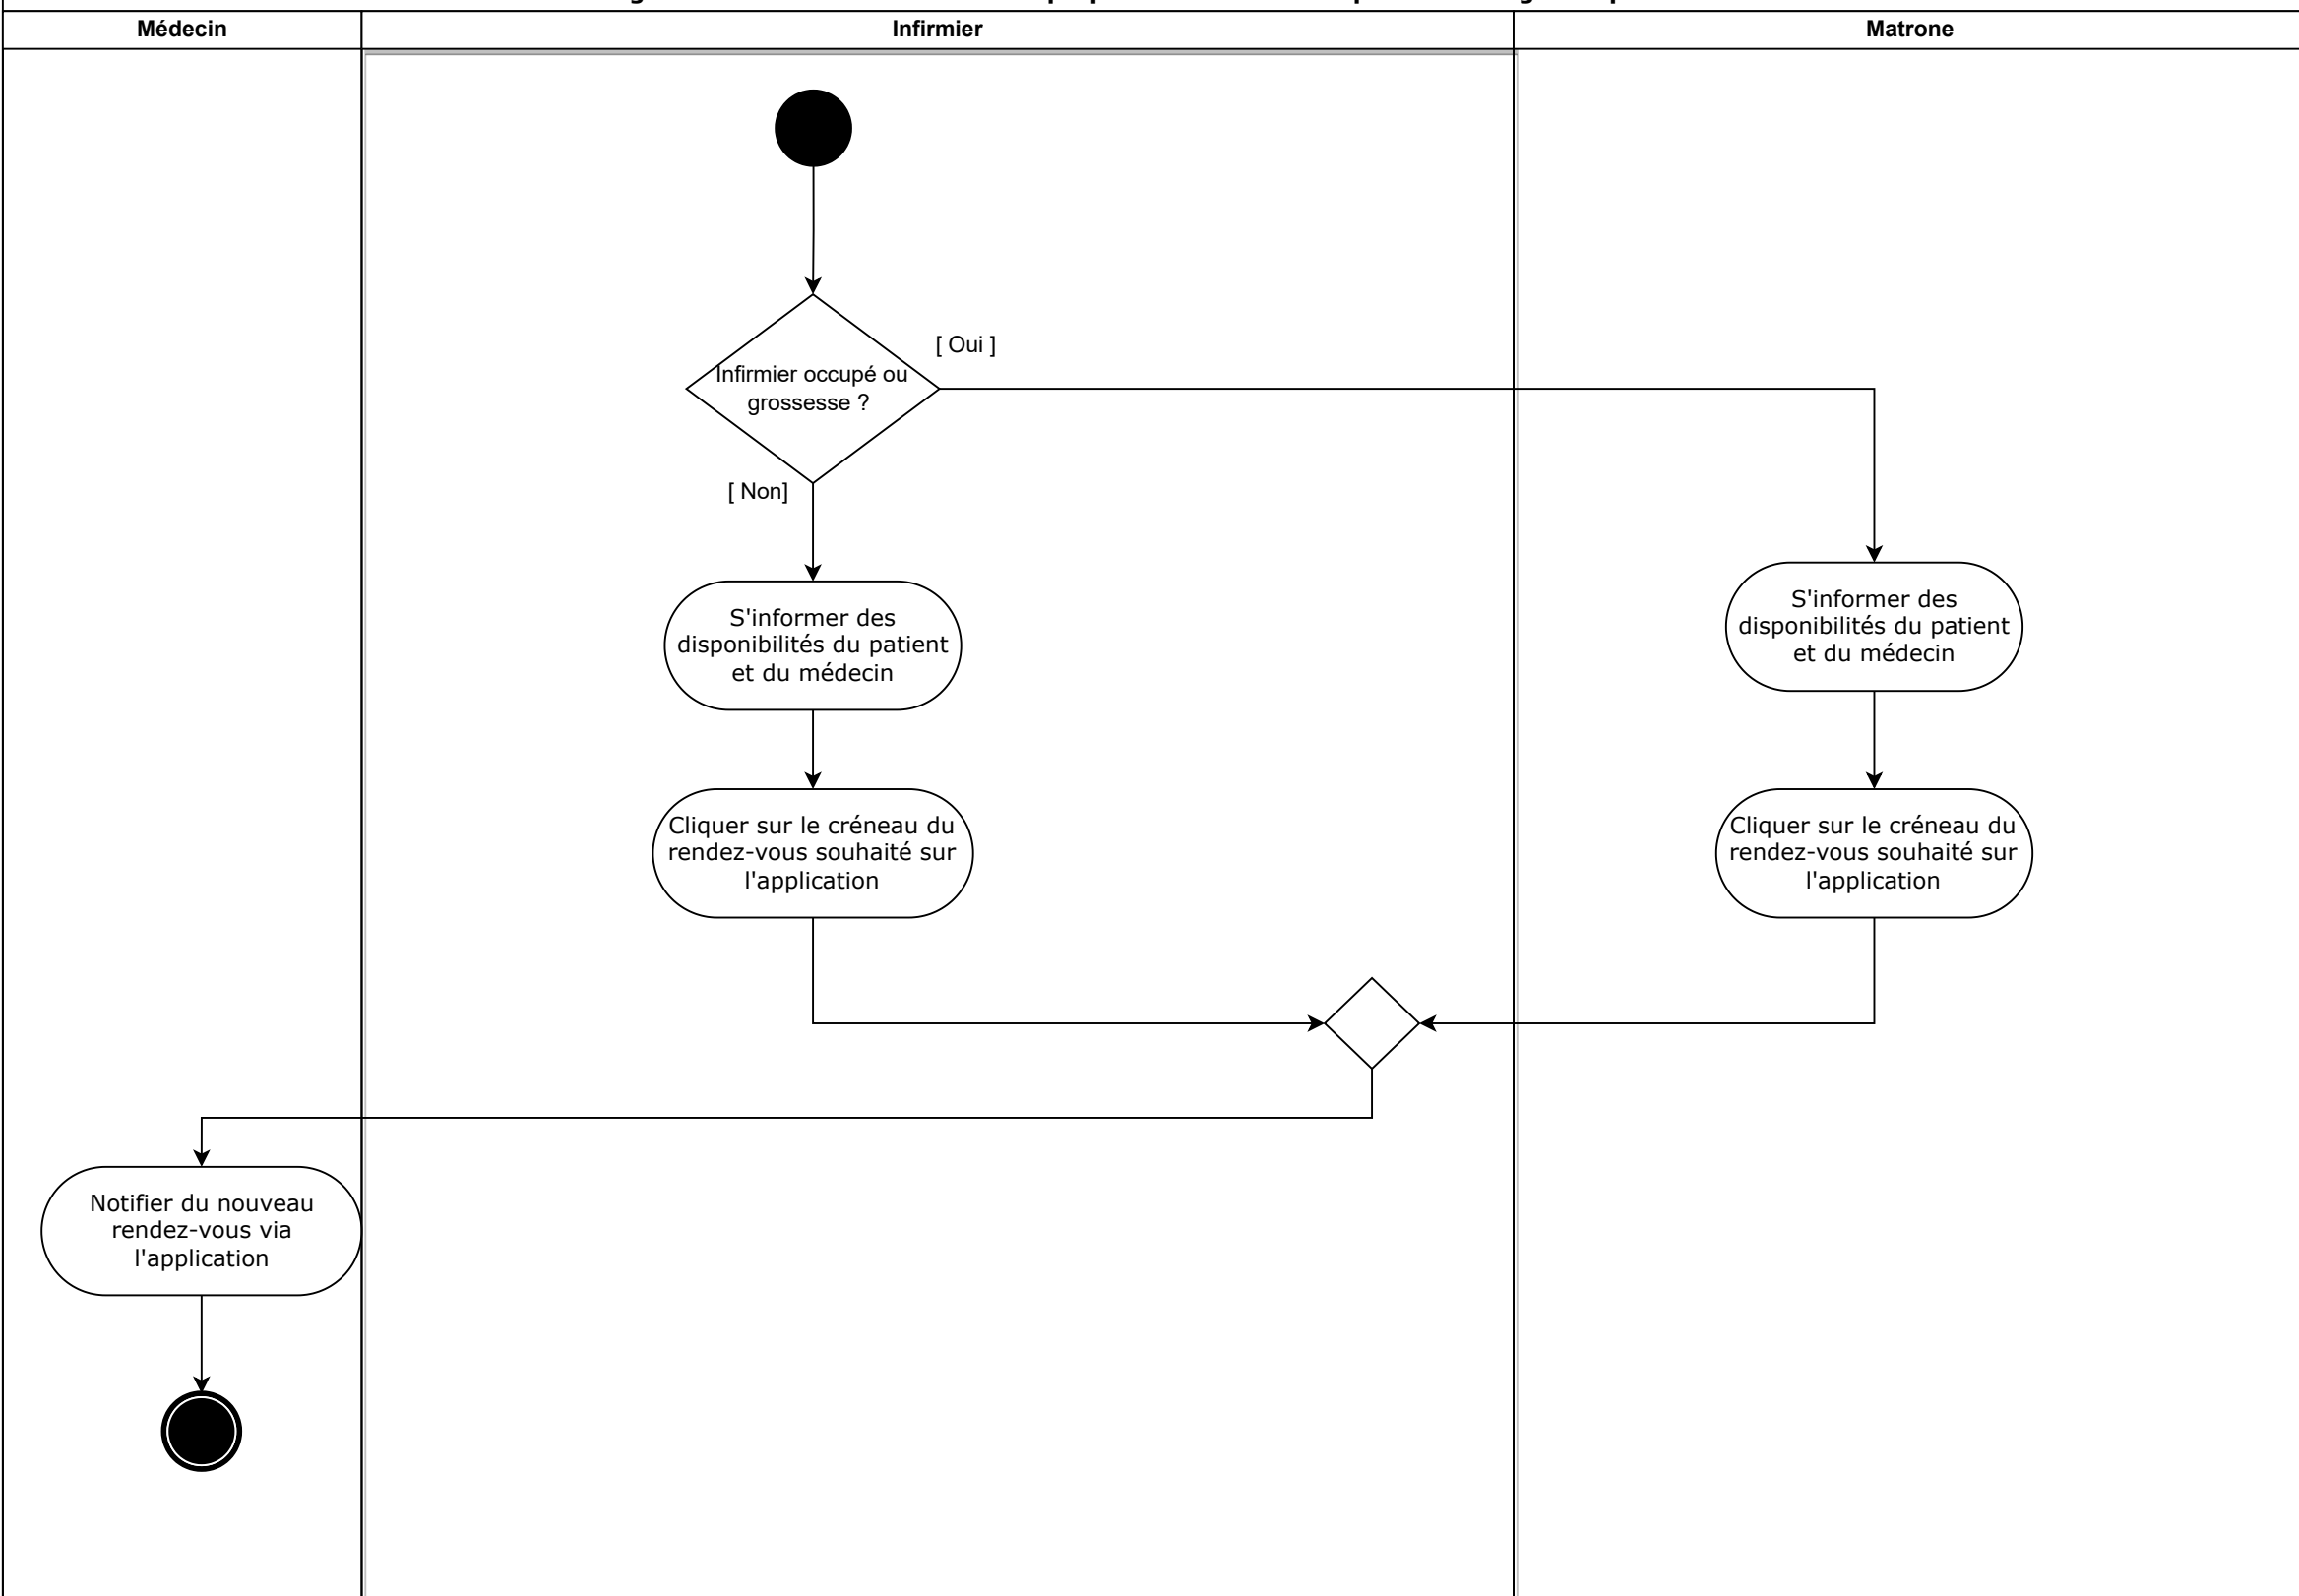 Médecin
Infirmier
Matrone
[ Oui ]
Infirmier occupé ou
grossesse ?
[ Non]
S'informer des
disponibilités du patient
et du médecin
S'informer des
disponibilités du patient
et du médecin
Cliquer sur le créneau du
rendez-vous souhaité sur
l'application
Cliquer sur le créneau du
rendez-vous souhaité sur
l'application
Notifier du nouveau
rendez-vous via
l'application